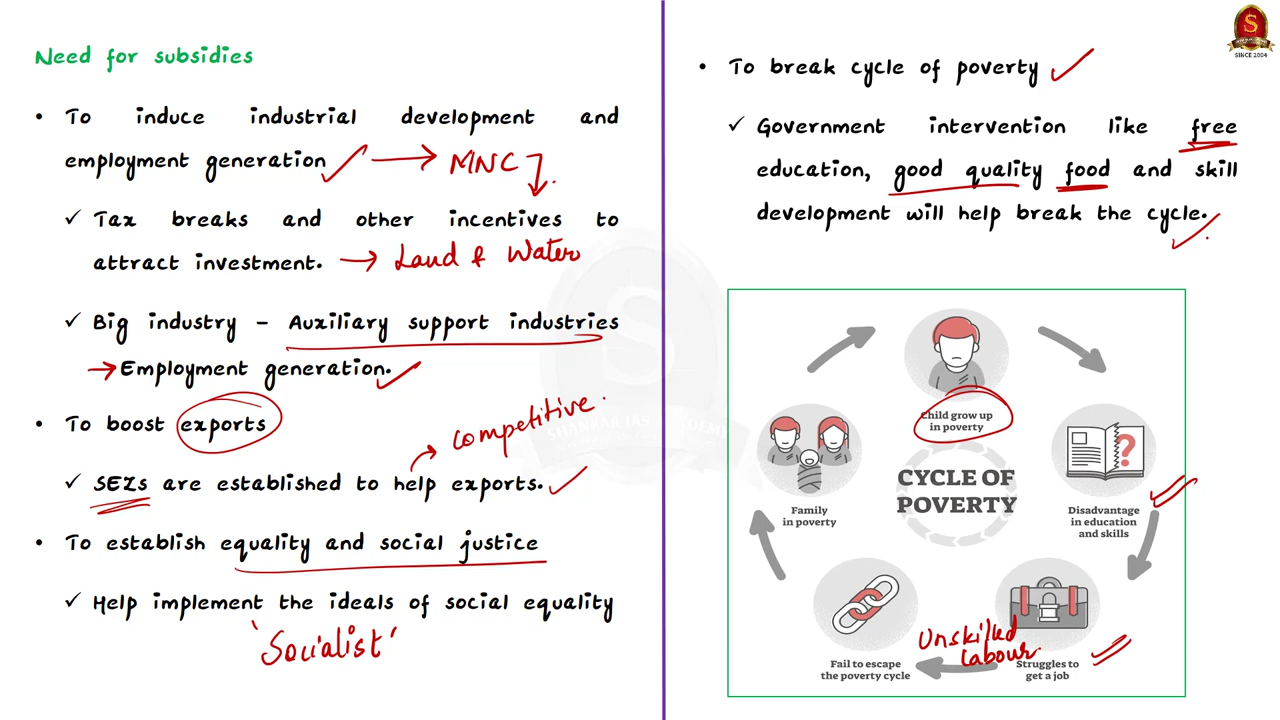 Need for subsidies
• To induce industrial development and
employment generation → MNC
✓ Tax breaks and other incentives to
attract investment. → Land & Water
✓ Big industry – Auxiliary support industries
→ Employment generation.
• To boost exports
competitive.
✓ SEZs are established to help exports.
• To establish equality and social justice
✓ Help implement the ideals of social equality
'Socialist'
• To break cycle of poverty
✓ Government intervention like free
education, good quality food and skill
development will help break the cycle.
Child grow up
in poverty
CYCLE OF
POVERTY
Disadvantage
in education
and skills
Struggles to
get a job
Unskilled
Labour
Fail to escape
the poverty cycle
Family
in poverty
S
SINCE 2004
SHANKAR IAS ACADEMY